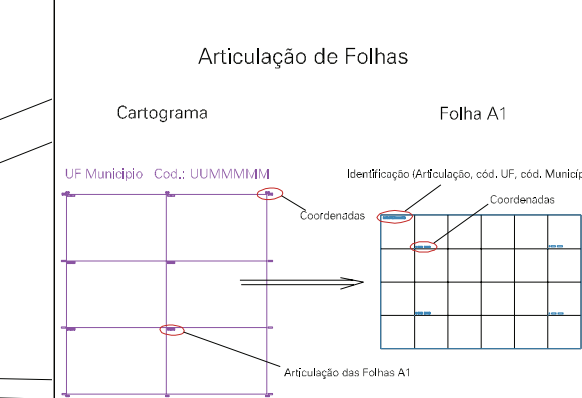 Articulação de Folhas
Cartograma
Folha A1
UF Municipio Cod.: UUMMMMM
Identificação (Articulação, cód. UF, cód. Municíp
Coordenadas
Coordenadas
Articulação das Folhas A1